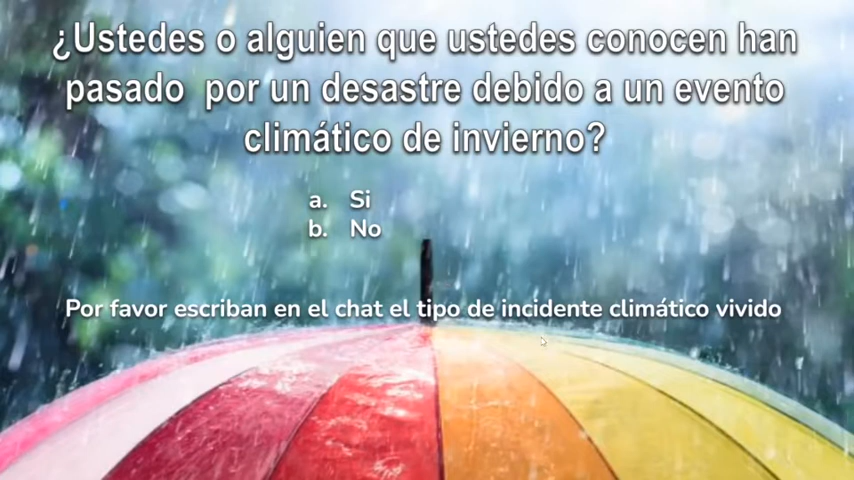 ¿Ustedes o alguien que ustedes conocen han
pasado por un desastre debido a un evento
climático de invierno?
a. Si
b. No
Por favor escriban en el chat el tipo de incidente climático vivido